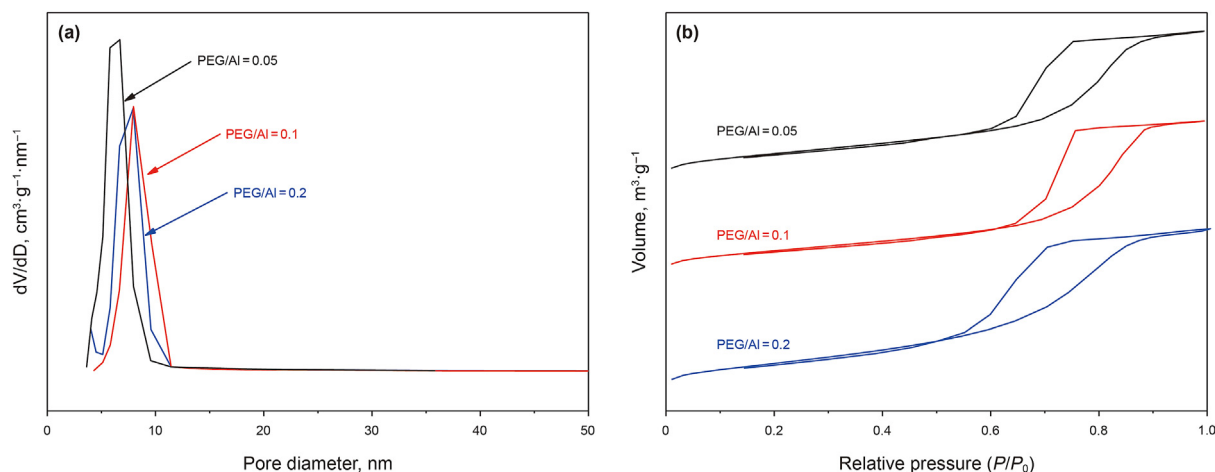 (a)
PEG/Al = 0.05
PEG/Al = 0.1
PEG/Al = 0.2
dV/dD, cm³·g⁻¹·nm⁻¹
0 10 20 30 40 50
Pore diameter, nm
(b)
PEG/Al = 0.05
PEG/Al = 0.1
PEG/Al = 0.2
Volume, m³·g⁻¹
0 0.2 0.4 0.6 0.8 1.0
Relative pressure (P/P₀)